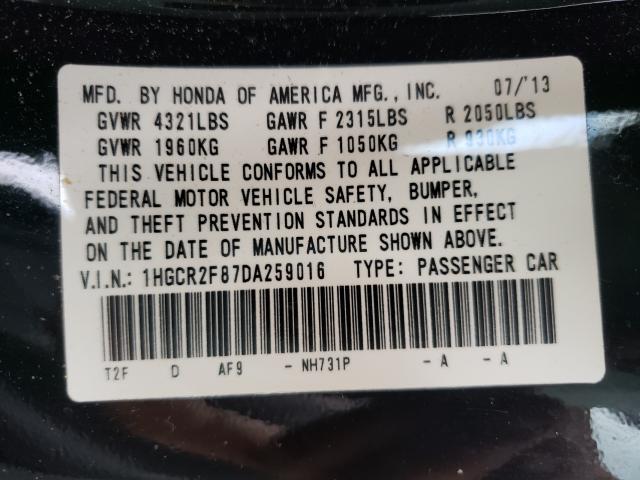 MFD. BY HONDA OF AMERICA MFG., INC. 07/'13
GVWR 4321LBS GAWR F 2315LBS R 2050LBS
GVWR 1960KG GAWR F 1050KG R 930KG
THIS VEHICLE CONFORMS TO ALL APPLICABLE
FEDERAL MOTOR VEHICLE SAFETY, BUMPER,
AND THEFT PREVENTION STANDARDS IN EFFECT
ON THE DATE OF MANUFACTURE SHOWN ABOVE.
V.I.N.: 1HGCR2F87DA259016 TYPE: PASSENGER CAR
T2F D AF9 - NH731P - A - A